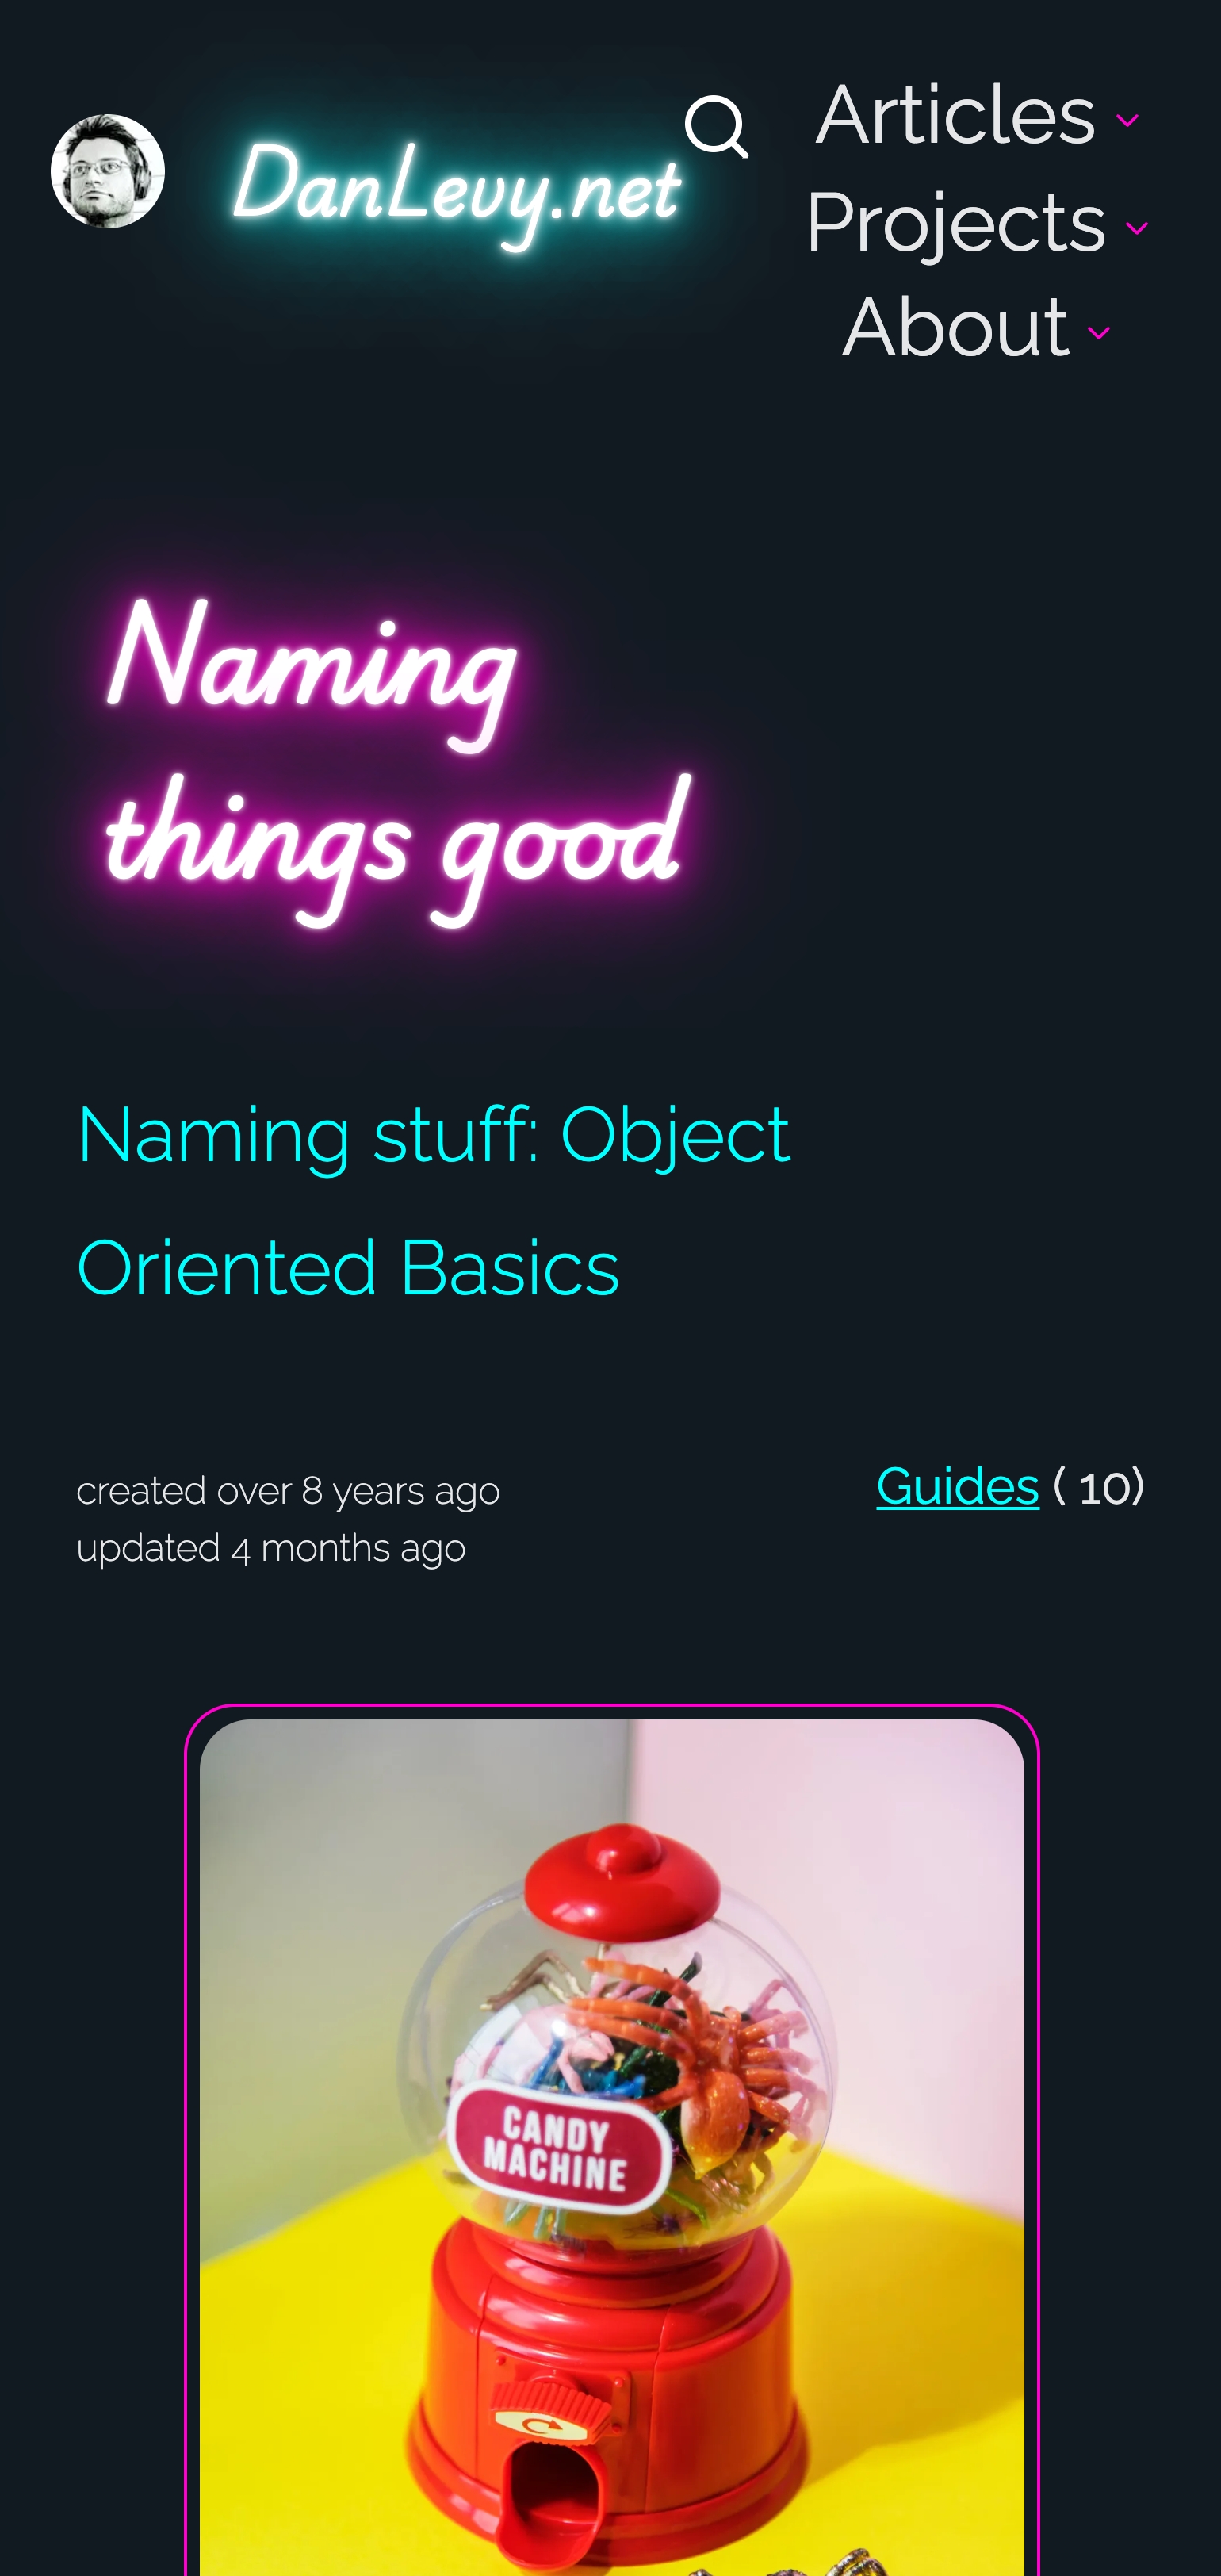 DanLevy.net
Articles
Projects
About
Naming
things good
Naming stuff: Object
Oriented Basics
created over 8 years ago
updated 4 months ago
Guides ( 10)
CANDY
MACHINE